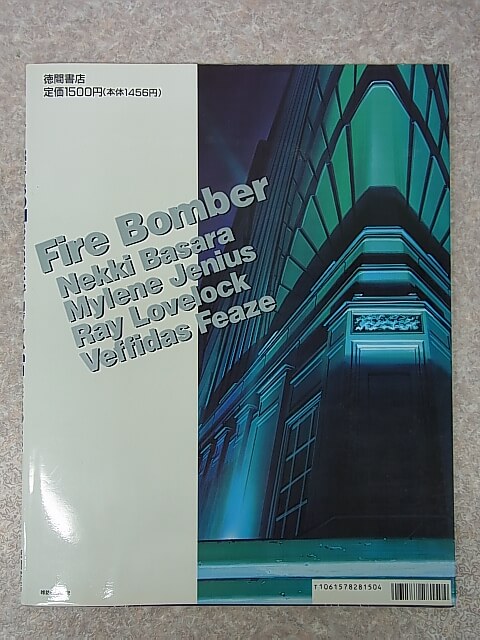 徳間書店
定価1500円(本体1456円)
Fire Bomber
Nekki Basara
Mylene Jenius
Ray Lovelock
Veffidas Feaze
T1061578281504